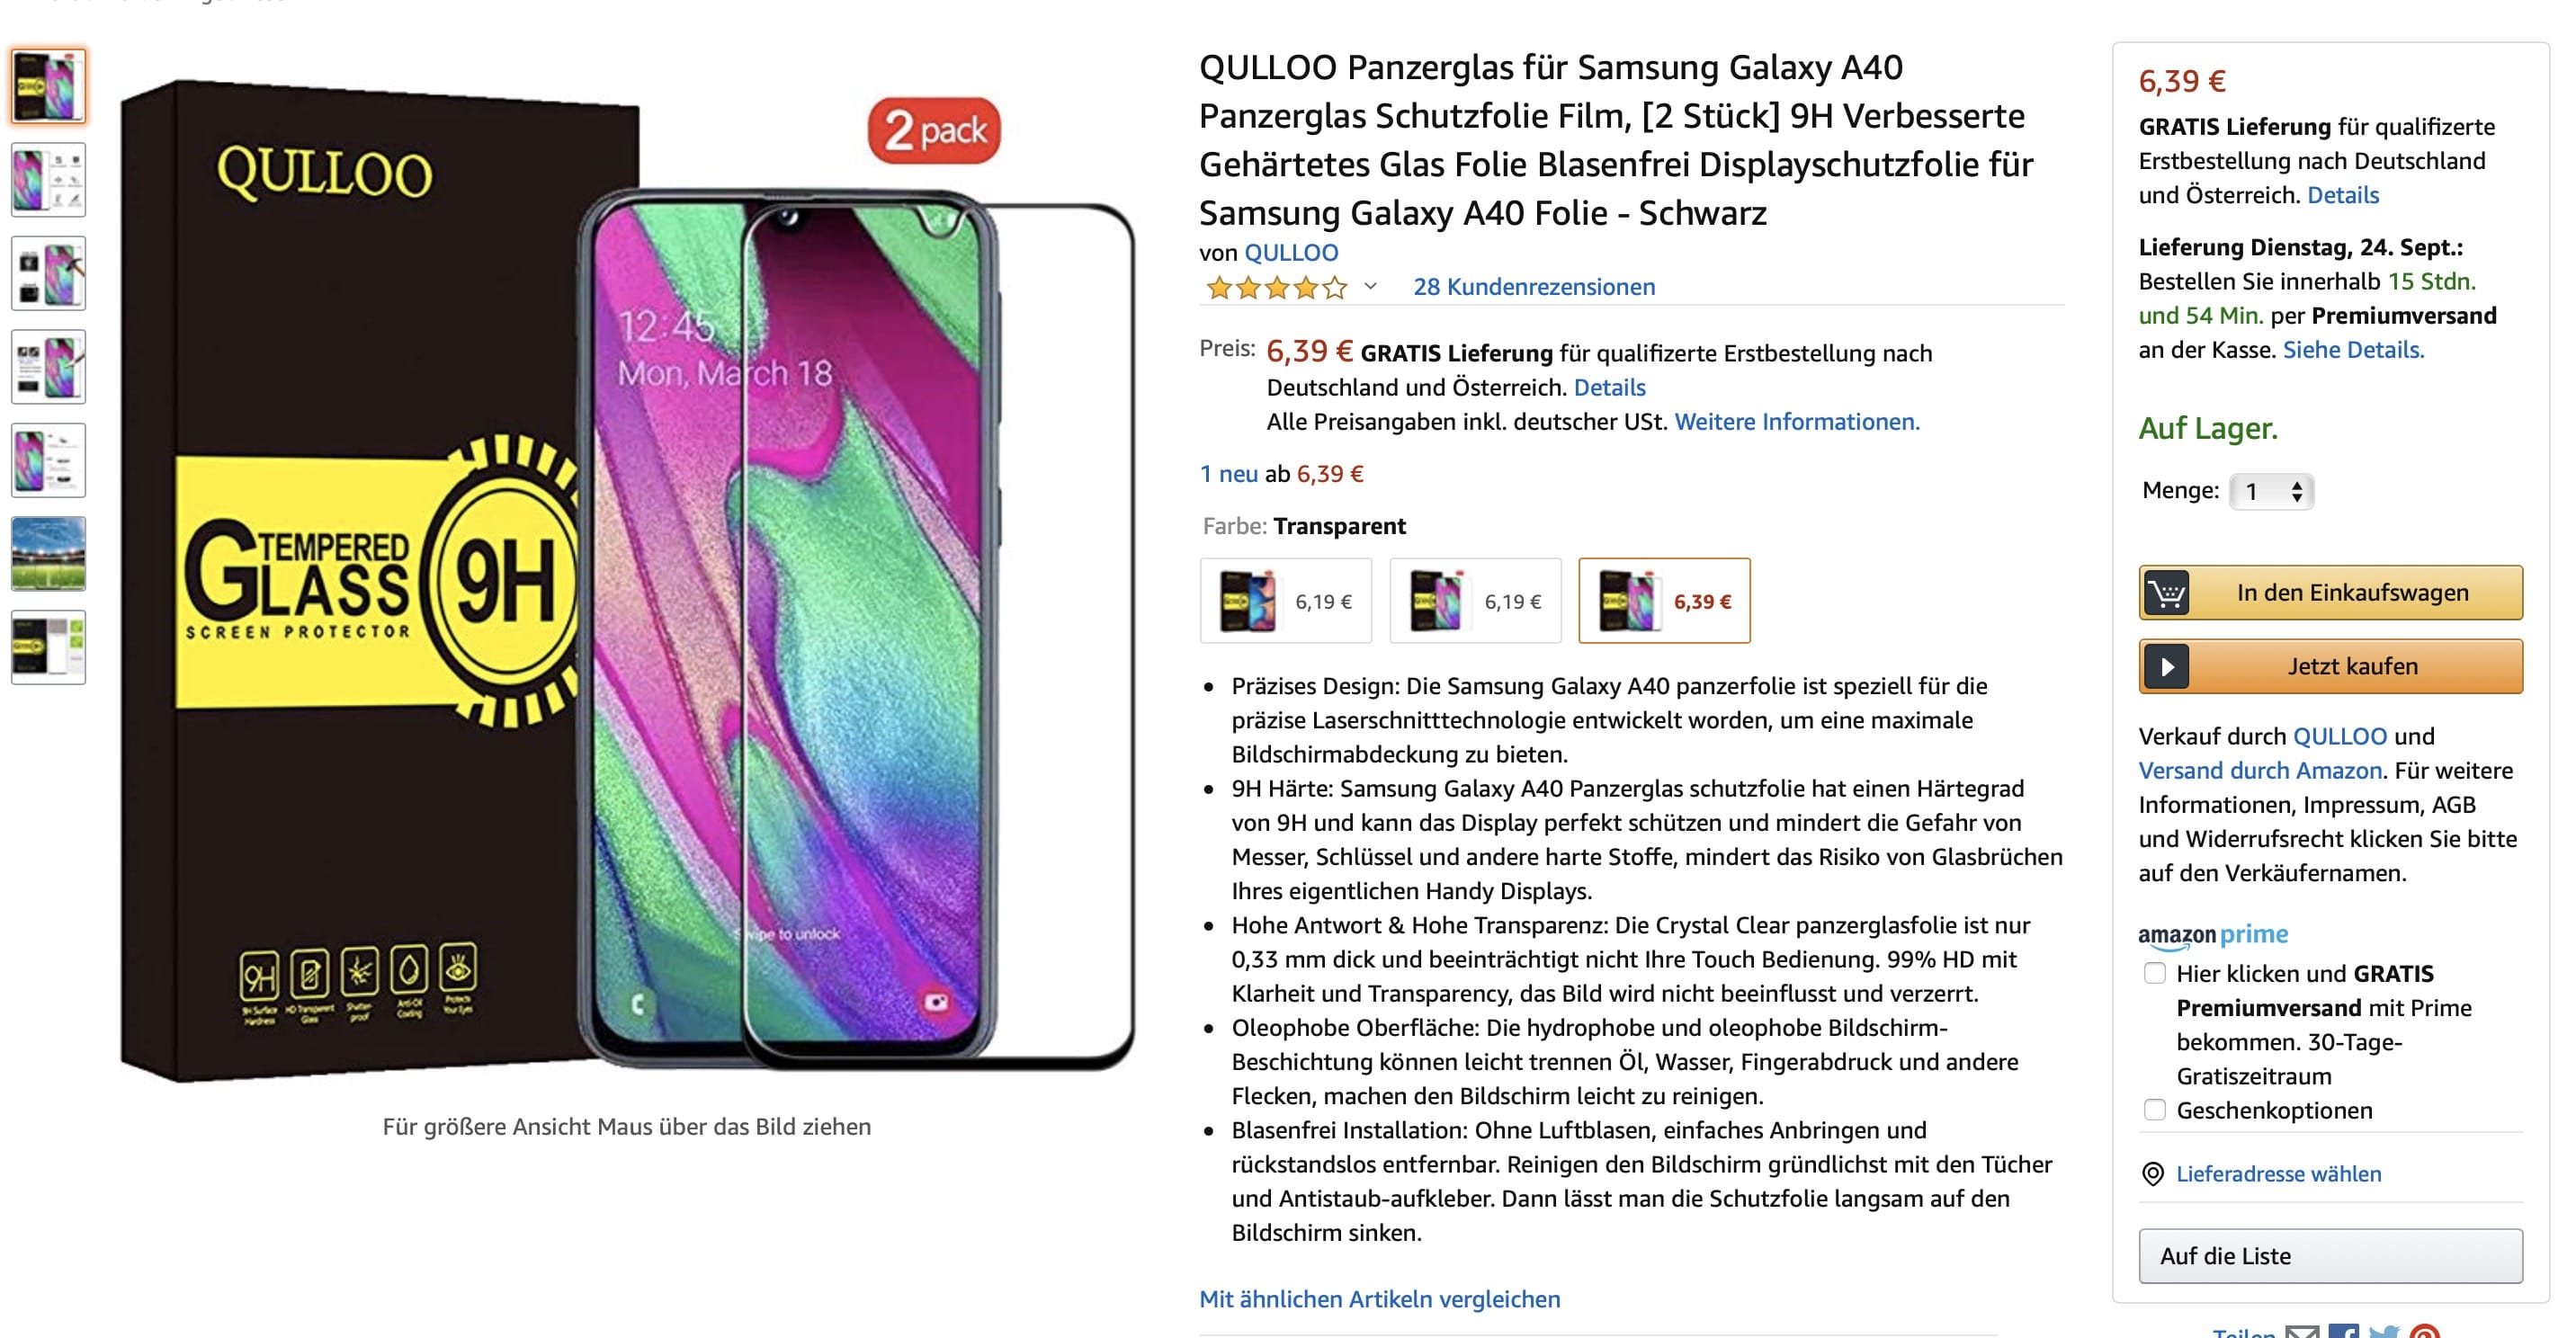 QULLOO
2 pack
12:45
Mon, March 18
TEMPERED
GLASS
9H
SCREEN PROTECTOR
Swipe to unlock
9H
9H Surface Hardness
HD Transparent Glass
Shatter-proof
Anti-Oil Coating
Protects Your Eyes
Für größere Ansicht Maus über das Bild ziehen
QULLOO Panzerglas für Samsung Galaxy A40
Panzerglas Schutzfolie Film, [2 Stück] 9H Verbesserte
Gehärtetes Glas Folie Blasenfrei Displayschutzfolie für
Samsung Galaxy A40 Folie - Schwarz
von QULLOO
28 Kundenrezensionen
Preis: 6,39 € GRATIS Lieferung für qualifizerte Erstbestellung nach
Deutschland und Österreich. Details
Alle Preisangaben inkl. deutscher USt. Weitere Informationen.
1 neu ab 6,39 €
Farbe: Transparent
6,19 € 6,19 € 6,39 €
• Präzises Design: Die Samsung Galaxy A40 panzerfolie ist speziell für die
präzise Laserschnitttechnologie entwickelt worden, um eine maximale
Bildschirmabdeckung zu bieten.
• 9H Härte: Samsung Galaxy A40 Panzerglas schutzfolie hat einen Härtegrad
von 9H und kann das Display perfekt schützen und mindert die Gefahr von
Messer, Schlüssel und andere harte Stoffe, mindert das Risiko von Glasbrüchen
Ihres eigentlichen Handy Displays.
• Hohe Antwort & Hohe Transparenz: Die Crystal Clear panzerglasfolie ist nur
0,33 mm dick und beeinträchtigt nicht Ihre Touch Bedienung. 99% HD mit
Klarheit und Transparency, das Bild wird nicht beeinflusst und verzerrt.
• Oleophobe Oberfläche: Die hydrophobe und oleophobe Bildschirm-
Beschichtung können leicht trennen Öl, Wasser, Fingerabdruck und andere
Flecken, machen den Bildschirm leicht zu reinigen.
• Blasenfrei Installation: Ohne Luftblasen, einfaches Anbringen und
rückstandslos entfernbar. Reinigen den Bildschirm gründlichst mit den Tücher
und Antistaub-aufkleber. Dann lässt man die Schutzfolie langsam auf den
Bildschirm sinken.
Mit ähnlichen Artikeln vergleichen
6,39 €
GRATIS Lieferung für qualifizerte
Erstbestellung nach Deutschland
und Österreich. Details
Lieferung Dienstag, 24. Sept.:
Bestellen Sie innerhalb 15 Stdn.
und 54 Min. per Premiumversand
an der Kasse. Siehe Details.
Auf Lager.
Menge: 1
In den Einkaufswagen
Jetzt kaufen
Verkauf durch QULLOO und
Versand durch Amazon. Für weitere
Informationen, Impressum, AGB
und Widerrufsrecht klicken Sie bitte
auf den Verkäufernamen.
amazon prime
Hier klicken und GRATIS
Premiumversand mit Prime
bekommen. 30-Tage-
Gratiszeitraum
Geschenkoptionen
Lieferadresse wählen
Auf die Liste
Teilen